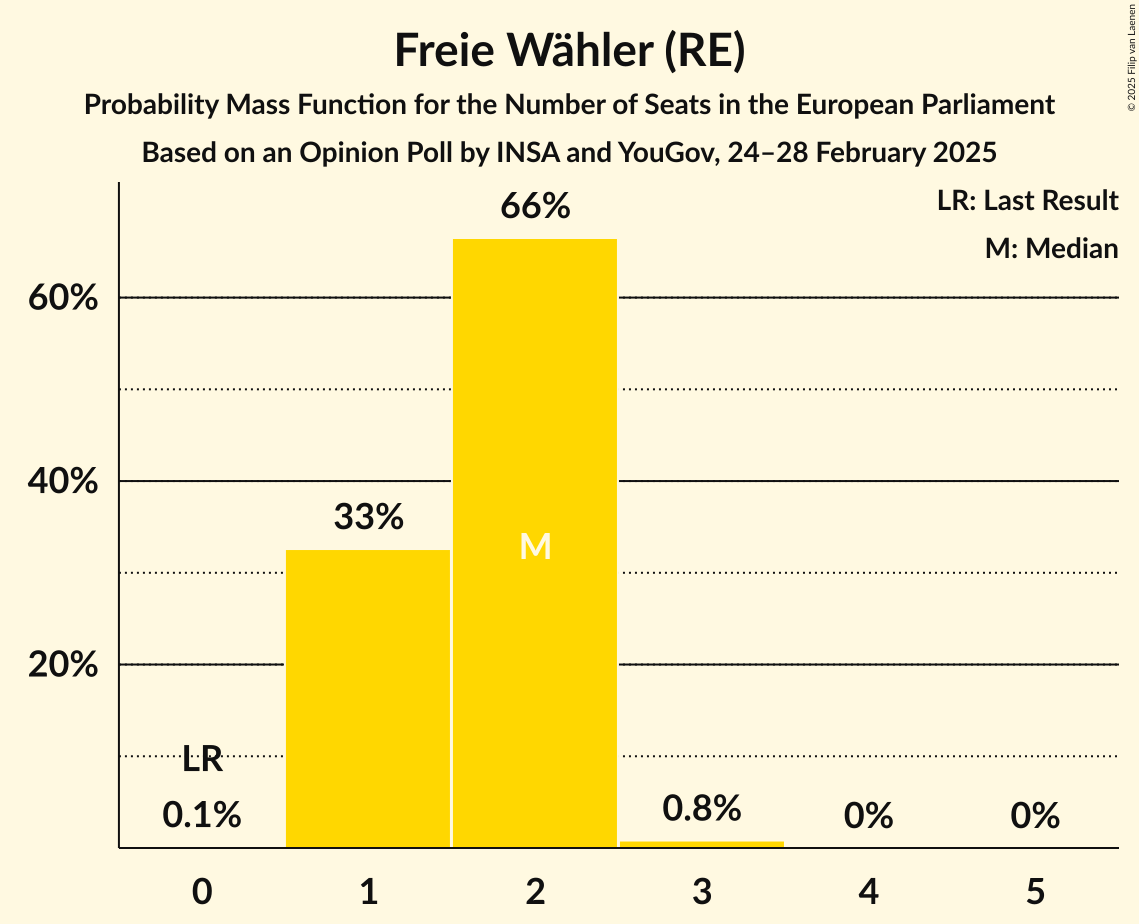 Freie Wähler (RE)
Probability Mass Function for the Number of Seats in the European Parliament
Based on an Opinion Poll by INSA and YouGov, 24–28 February 2025
© 2025 Filip van Laenen
LR: Last Result
M: Median
66%
60%
40%
33%
M
20%
LR
0.1%
0.8%
0%
0%
0 1 2 3 4 5